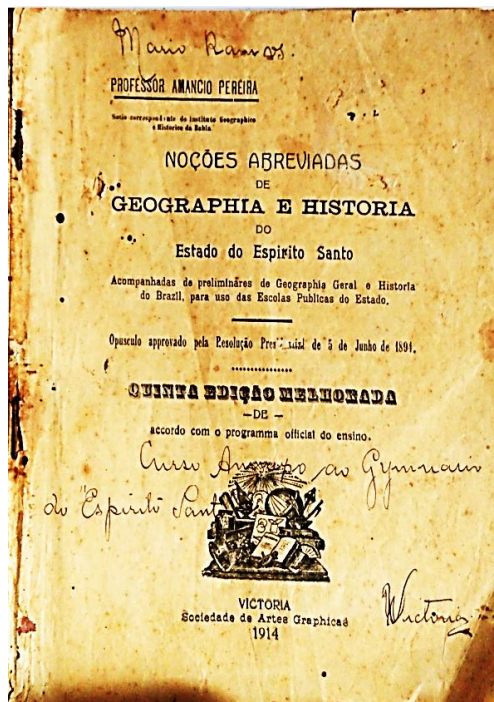 Mario Ramos.
PROFESSOR AMANCIO PEREIRA
Socio correspondente do Instituto Geographico
e Historico da Bahia
NOÇÕES ABREVIADAS
DE
GEOGRAPHIA E HISTORIA
DO
Estado do Espirito Santo
Acompanhadas de preliminares de Geographia Geral e Historia
do Brazil, para uso das Escolas Publicas do Estado.
Opusculo approvado pela Resolução de 5 de Junho de 1891.
QUINTA EDIÇÃO MELHORADA
— DE —
accordo com o programma official do ensino.
Curso Annexo ao Gymnasio
do "Espirito Santo
VICTORIA
Sociedade de Artes Graphicas
1914
Victoria